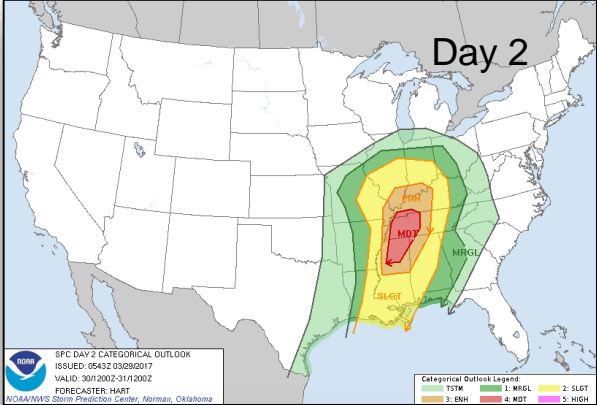 Day 2
ENH
MDT
MRGL
SLGT
NOAA
SPC DAY 2 CATEGORICAL OUTLOOK
ISSUED: 0543Z 03/29/2017
VALID: 30/1200Z-31/1200Z
FORECASTER: HART
NOAA/NWS Storm Prediction Center, Norman, Oklahoma
Categorical Outlook Legend:
TSTM 1: MRGL 2: SLGT
3: ENH 4: MDT 5: HIGH